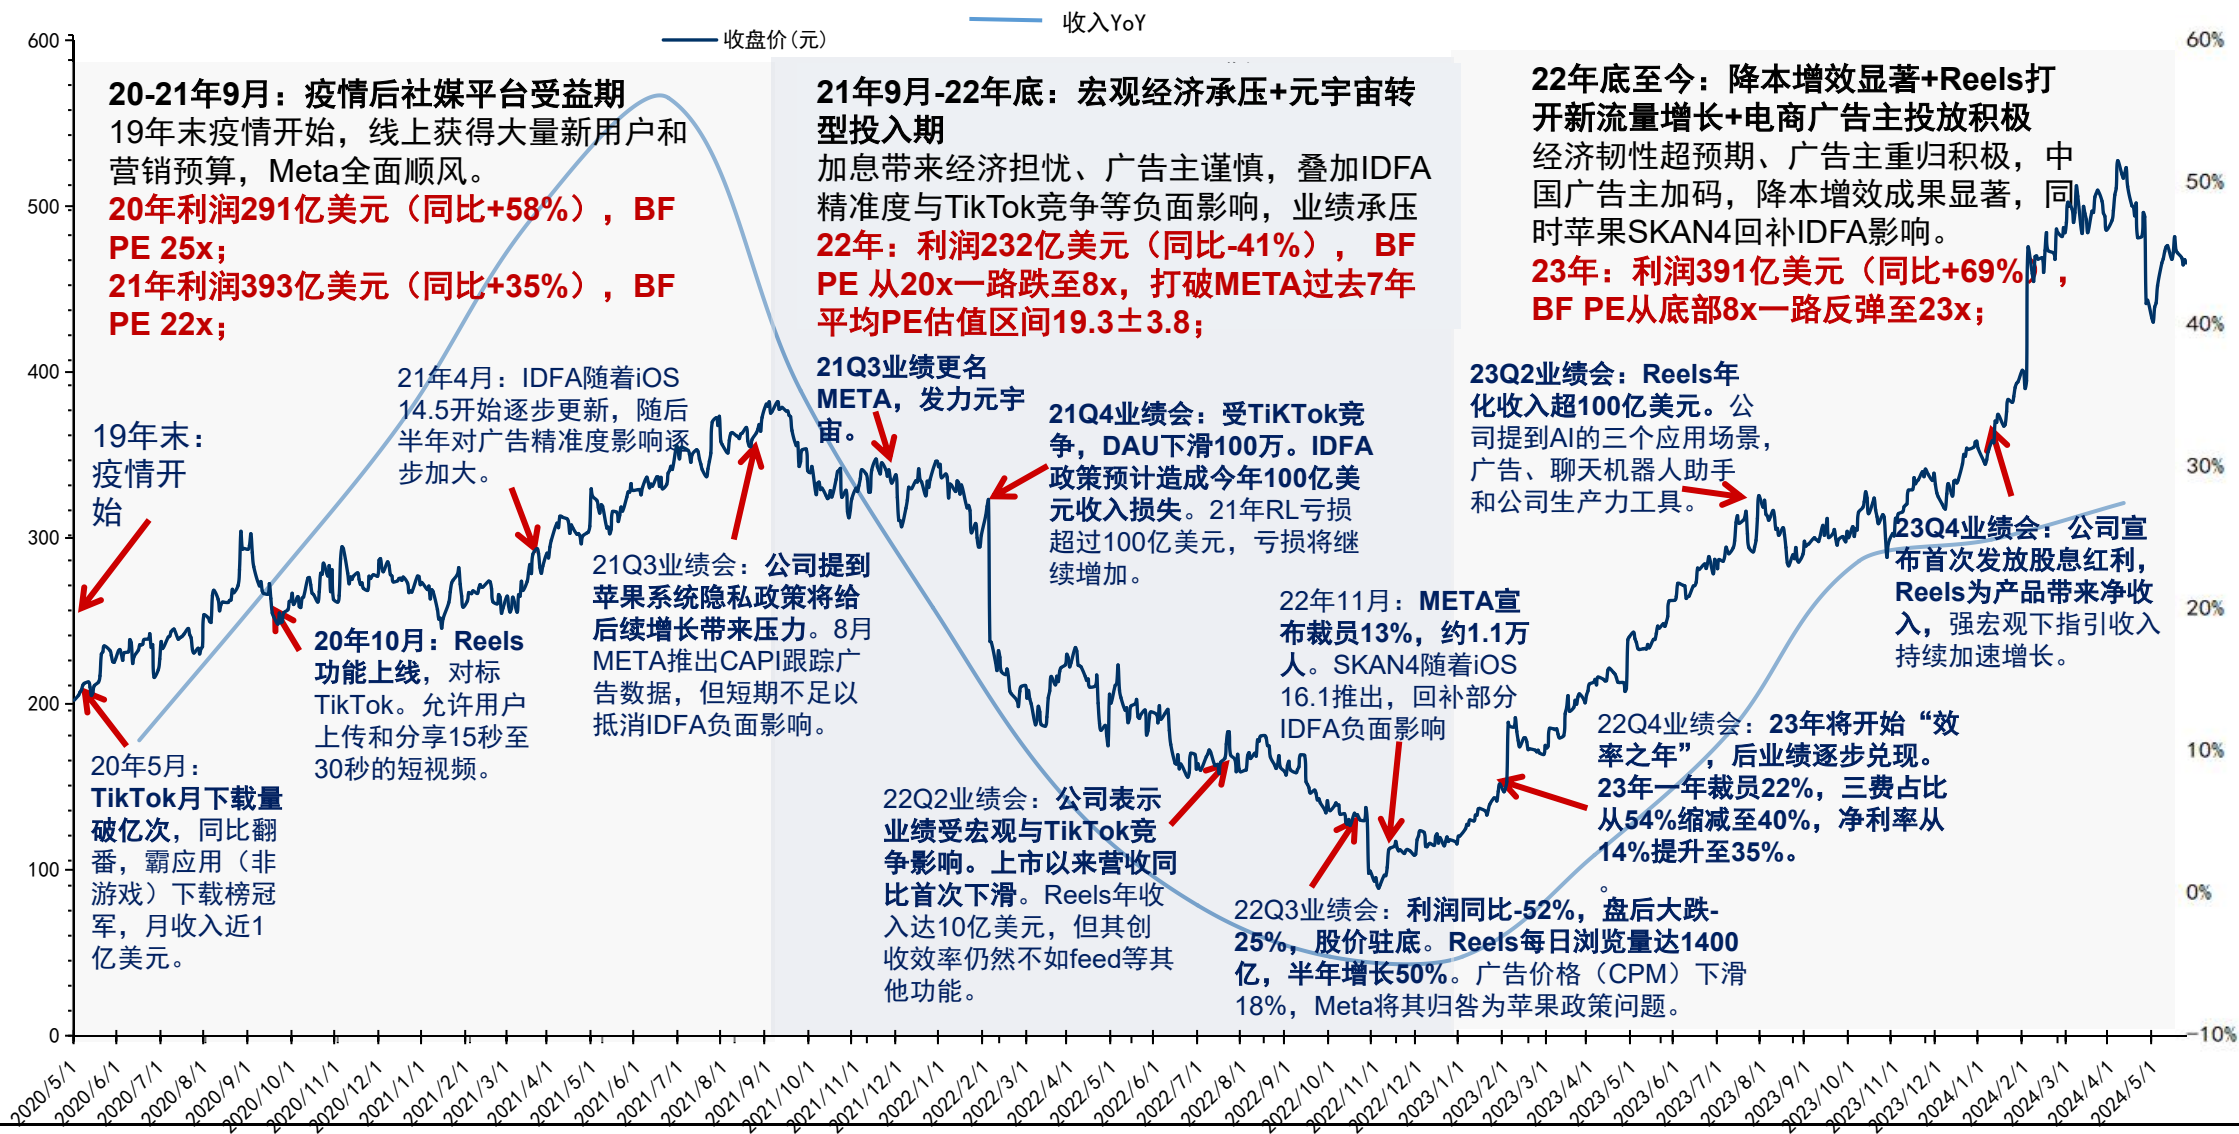 收入YoY
收盘价(元)
600
500
400
300
200
100
0
60%
50%
40%
30%
20%
10%
0%
-10%
20-21年9月：疫情后社媒平台受益期
19年末疫情开始，线上获得大量新用户和
营销预算，Meta全面顺风。
20年利润291亿美元（同比+58%），BF
PE 25x；
21年利润393亿美元（同比+35%），BF
PE 22x；
21年9月-22年底：宏观经济承压+元宇宙转
型投入期
加息带来经济担忧、广告主谨慎，叠加IDFA
精准度与TikTok竞争等负面影响，业绩承压
22年：利润232亿美元（同比-41%）， BF
PE 从20x一路跌至8x，打破META过去7年
平均PE估值区间19.3±3.8；
22年底至今：降本增效显著+Reels打
开新流量增长+电商广告主投放积极
经济韧性超预期、广告主重归积极，中
国广告主加码，降本增效成果显著，同
时苹果SKAN4回补IDFA影响。
23年：利润391亿美元（同比+69%），
BF PE从底部8x一路反弹至23x；
19年末：
疫情开
始
20年5月：
TikTok月下载量
破亿次，同比翻
番，霸应用（非
游戏）下载榜冠
军，月收入近1
亿美元。
20年10月：Reels
功能上线，对标
TikTok。允许用户
上传和分享15秒至
30秒的短视频。
21年4月：IDFA随着iOS
14.5开始逐步更新，随后
半年对广告精准度影响逐
步加大。
21Q3业绩会：公司提到
苹果系统隐私政策将给
后续增长带来压力。8月
META推出CAPI跟踪广
告数据，但短期不足以
抵消IDFA负面影响。
21Q3业绩更名
META，发力元宇
宙。
21Q4业绩会：受TiKTok竞
争，DAU下滑100万。IDFA
政策预计造成今年100亿美
元收入损失。21年RL亏损
超过100亿美元，亏损将继
续增加。
22Q2业绩会：公司表示
业绩受宏观与TikTok竞
争影响。上市以来营收同
比首次下滑。Reels年收
入达10亿美元，但其创
收效率仍然不如feed等其
他功能。
22年11月：META宣
布裁员13%，约1.1万
人。SKAN4随着iOS
16.1推出，回补部分
IDFA负面影响
22Q3业绩会：利润同比-52%，盘后大跌-
25%，股价驻底。Reels每日浏览量达1400
亿，半年增长50%。广告价格（CPM）下滑
18%，Meta将其归咎为苹果政策问题。
23Q2业绩会：Reels年
化收入超100亿美元。公
司提到AI的三个应用场景，
广告、聊天机器人助手
和公司生产力工具。
22Q4业绩会：23年将开始“效
率之年”，后业绩逐步兑现。
23年一年裁员22%，三费占比
从54%缩减至40%，净利率从
14%提升至35%。
。
23Q4业绩会：公司宣
布首次发放股息红利，
Reels为产品带来净收
入，强宏观下指引收入
持续加速增长。
2020/5/1
2020/6/1
2020/7/1
2020/8/1
2020/9/1
2020/10/1
2020/11/1
2020/12/1
2021/1/1
2021/2/1
2021/3/1
2021/4/1
2021/5/1
2021/6/1
2021/7/1
2021/8/1
2021/9/1
2021/10/1
2021/11/1
2021/12/1
2022/1/1
2022/2/1
2022/3/1
2022/4/1
2022/5/1
2022/6/1
2022/7/1
2022/8/1
2022/9/1
2022/10/1
2022/11/1
2022/12/1
2023/1/1
2023/2/1
2023/3/1
2023/4/1
2023/5/1
2023/6/1
2023/7/1
2023/8/1
2023/9/1
2023/10/1
2023/11/1
2023/12/1
2024/1/1
2024/2/1
2024/3/1
2024/4/1
2024/5/1